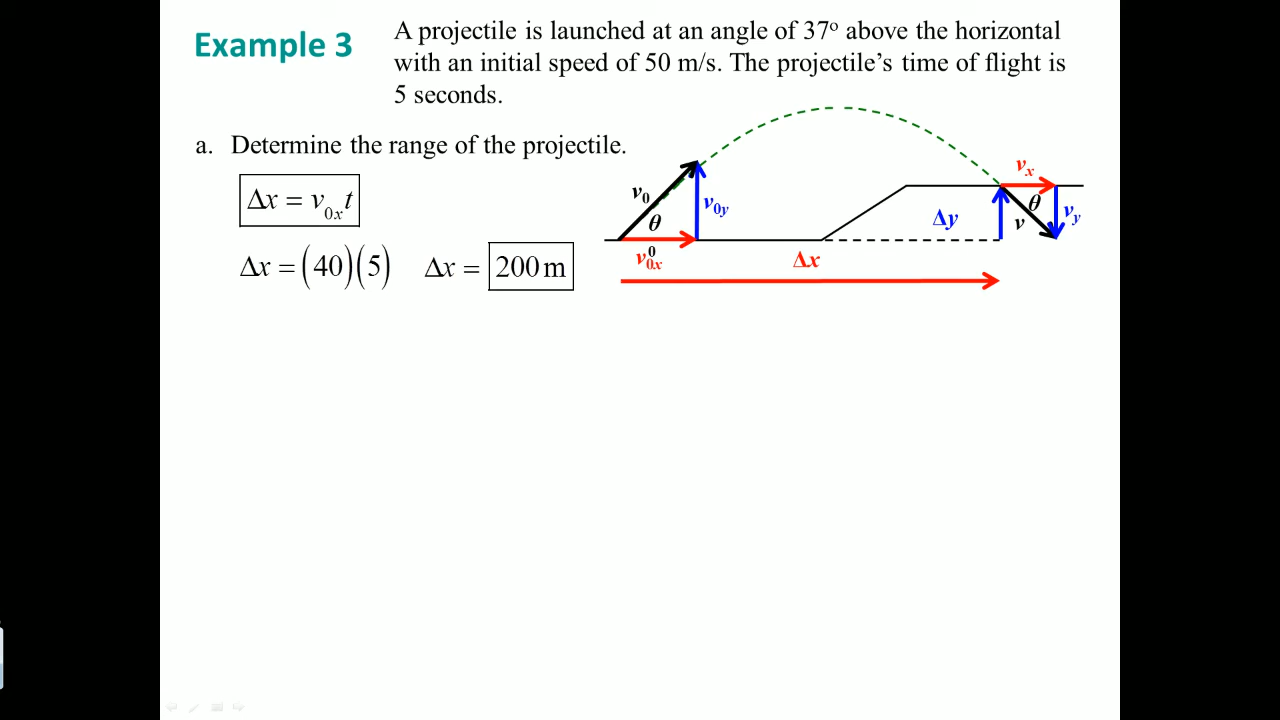 Example 3
A projectile is launched at an angle of 37° above the horizontal
with an initial speed of 50 m/s. The projectile's time of flight is
5 seconds.
a. Determine the range of the projectile.
Δx = v₀ₓt
Δx = (40)(5) Δx = 200 m
v₀
θ
v₀y
v₀ₓ⁰
Δx
Δy
vₓ
θ
v
vy